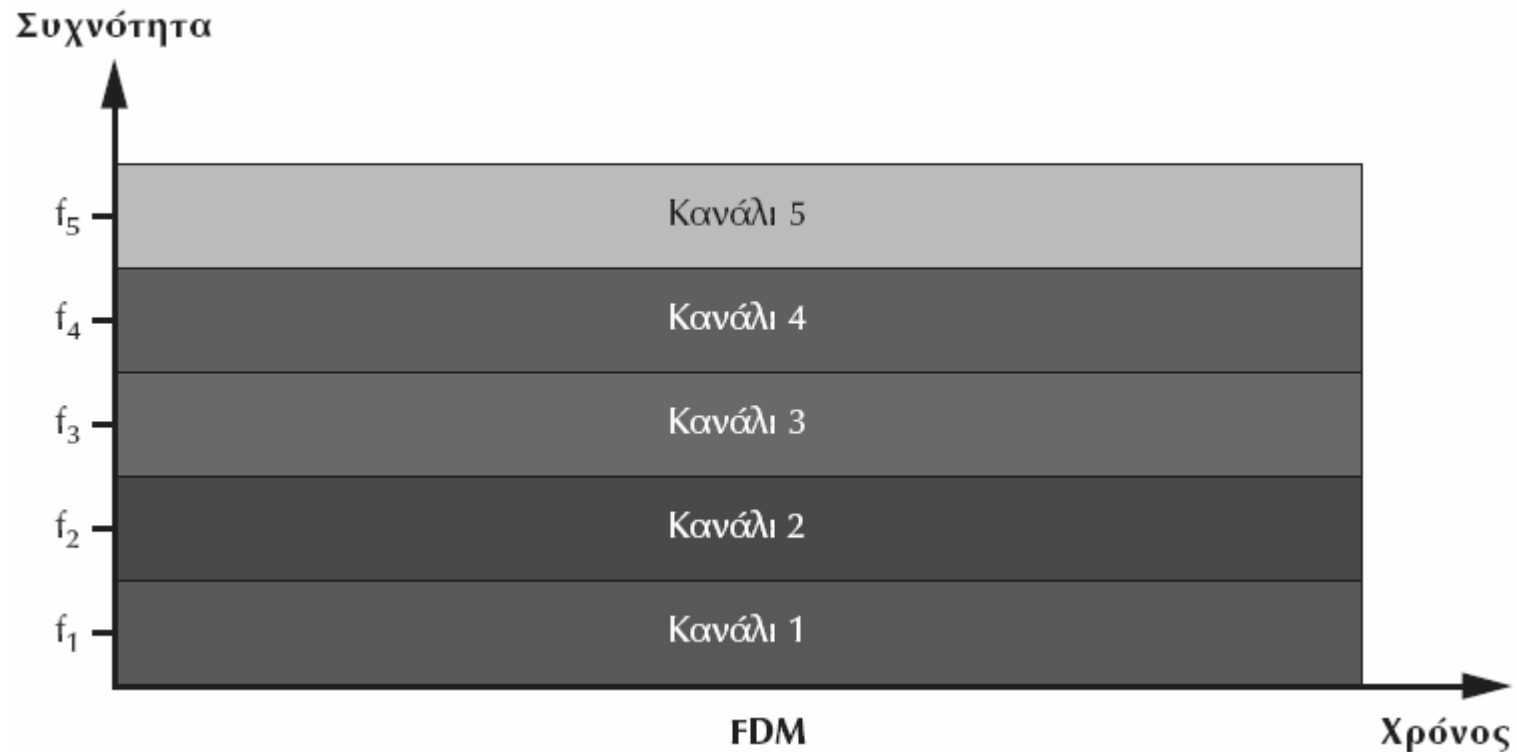 Συχνότητα
f5 Κανάλι 5
f4 Κανάλι 4
f3 Κανάλι 3
f2 Κανάλι 2
f1 Κανάλι 1
FDM Χρόνος